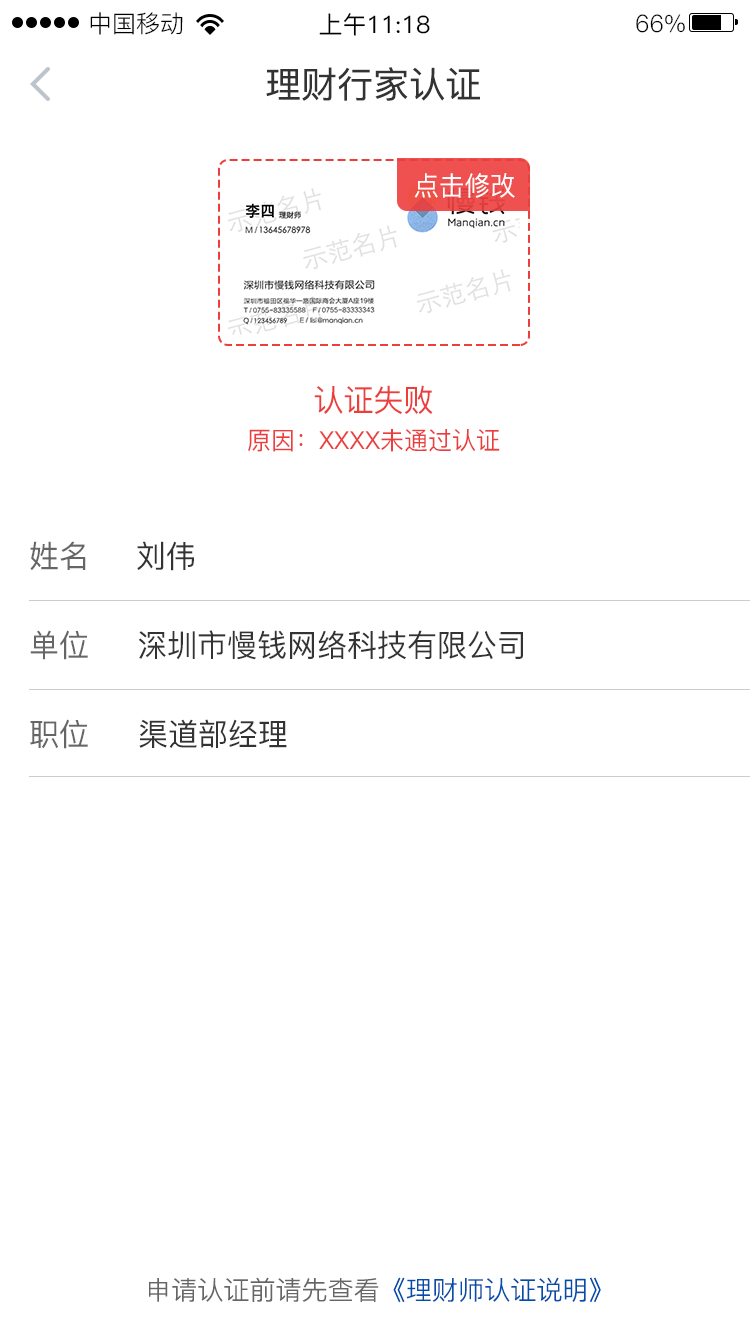 中国移动 上午11:18 66%
理财行家认证
点击修改
李四 理财师
M/13645678978
Manqian.cn
示范名片
示范名片
示范名片
深圳市慢钱网络科技有限公司
深圳市福田区福华一路国际商会大厦A座19楼
T/0755-83335588 F/0755-83333343
Q/123456789 E/lisi@manqian.cn
认证失败
原因：XXXX未通过认证
姓名 刘伟
单位 深圳市慢钱网络科技有限公司
职位 渠道部经理
申请认证前请先查看《理财师认证说明》